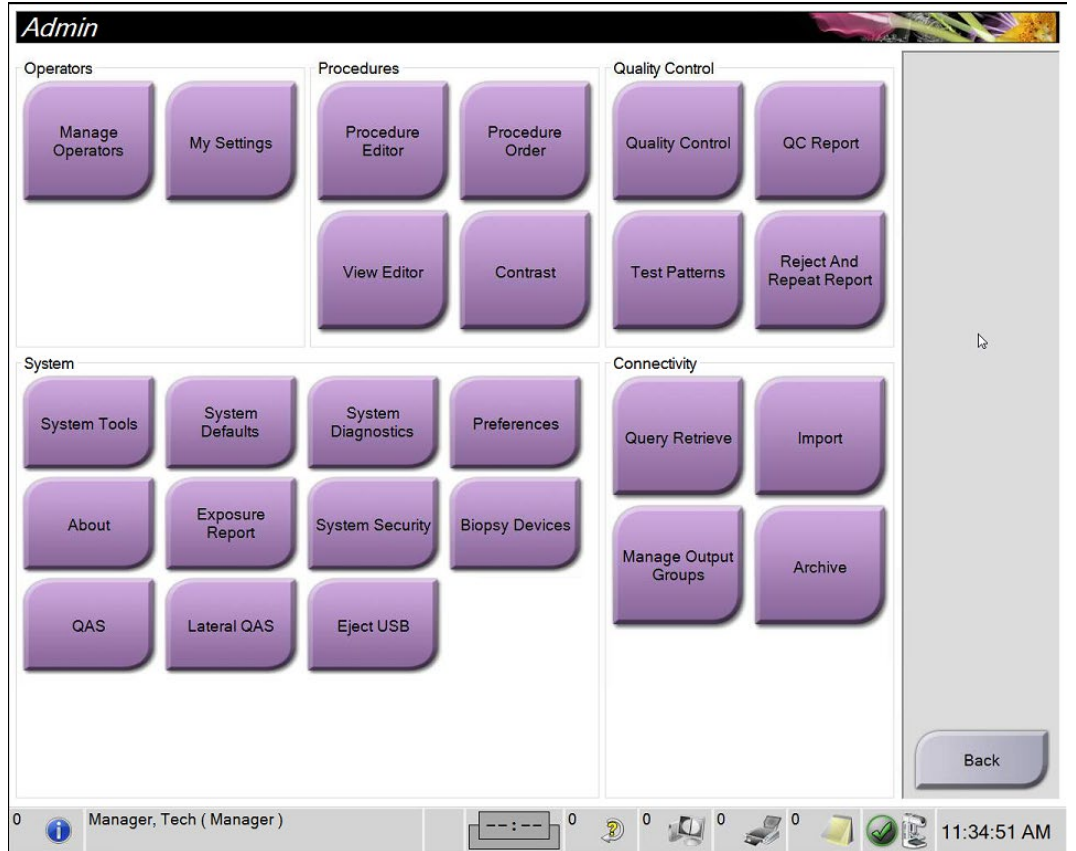 Admin
Operators
Manage
Operators
My Settings
Procedures
Procedure
Editor
Procedure
Order
View Editor
Contrast
Quality Control
Quality Control
QC Report
Test Patterns
Reject And
Repeat Report
System
System Tools
System
Defaults
System
Diagnostics
Preferences
About
Exposure
Report
System Security
Biopsy Devices
QAS
Lateral QAS
Eject USB
Connectivity
Query Retrieve
Import
Manage Output
Groups
Archive
Back
0
Manager, Tech ( Manager )
--:--
0
0
0
0
11:34:51 AM